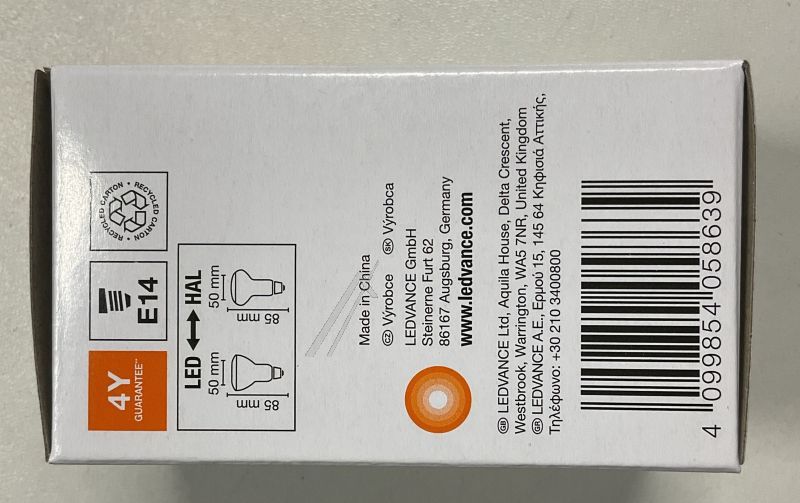 4Y
GUARANTEE**
E14
RECYCLED CARTON • RECYCLED CARTON •
LED ↔ HAL
50 mm
50 mm
85 mm
85 mm
Made in China
CZ Výrobce SK Výrobca
LEDVANCE GmbH
Steinerne Furt 62
86167 Augsburg, Germany
www.ledvance.com
GB LEDVANCE Ltd, Aquila House, Delta Crescent,
Westbrook, Warrington, WA5 7NR, United Kingdom
GR LEDVANCE A.E., Ερμού 15, 145 64 Κηφισιά Αττικής,
Τηλέφωνο: +30 210 3400800
4 099854 058639